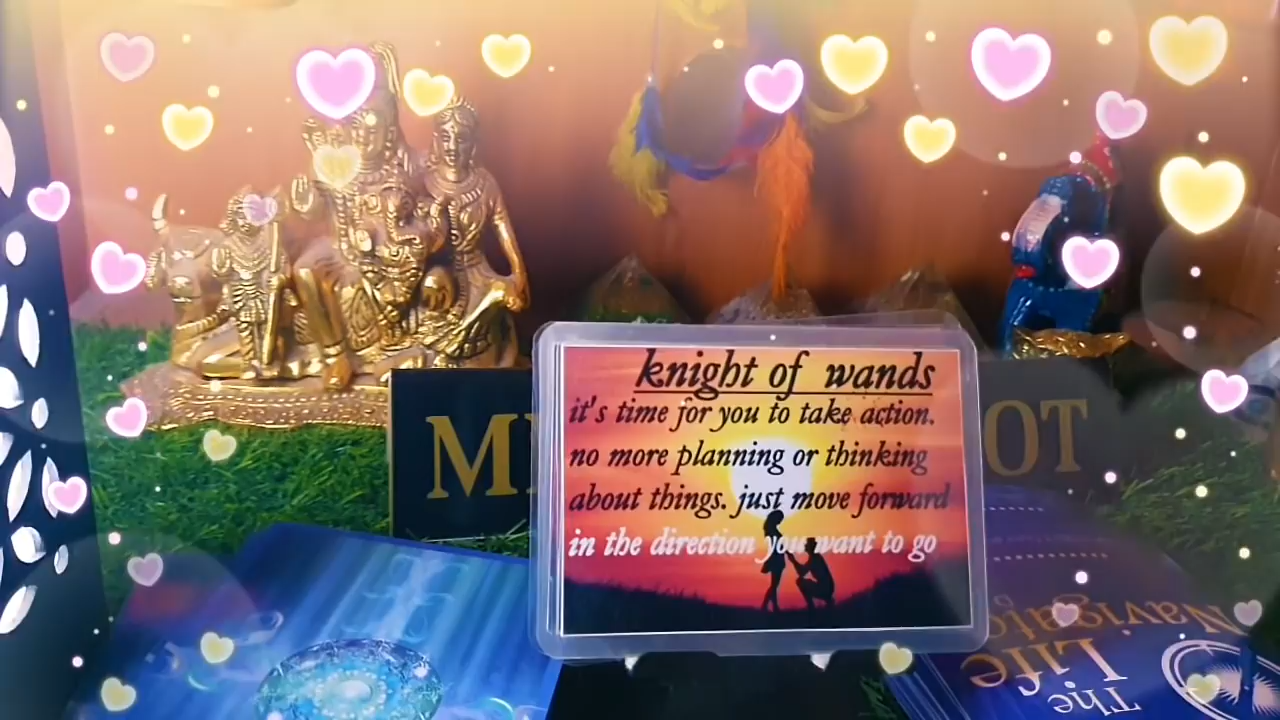 knight of wands
it's time for you to take action.
no more planning or thinking
about things. just move forward
in the direction you want to go
M
OT
The
Life
Navigato